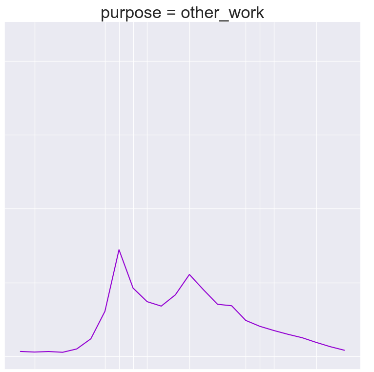 purpose = other_work